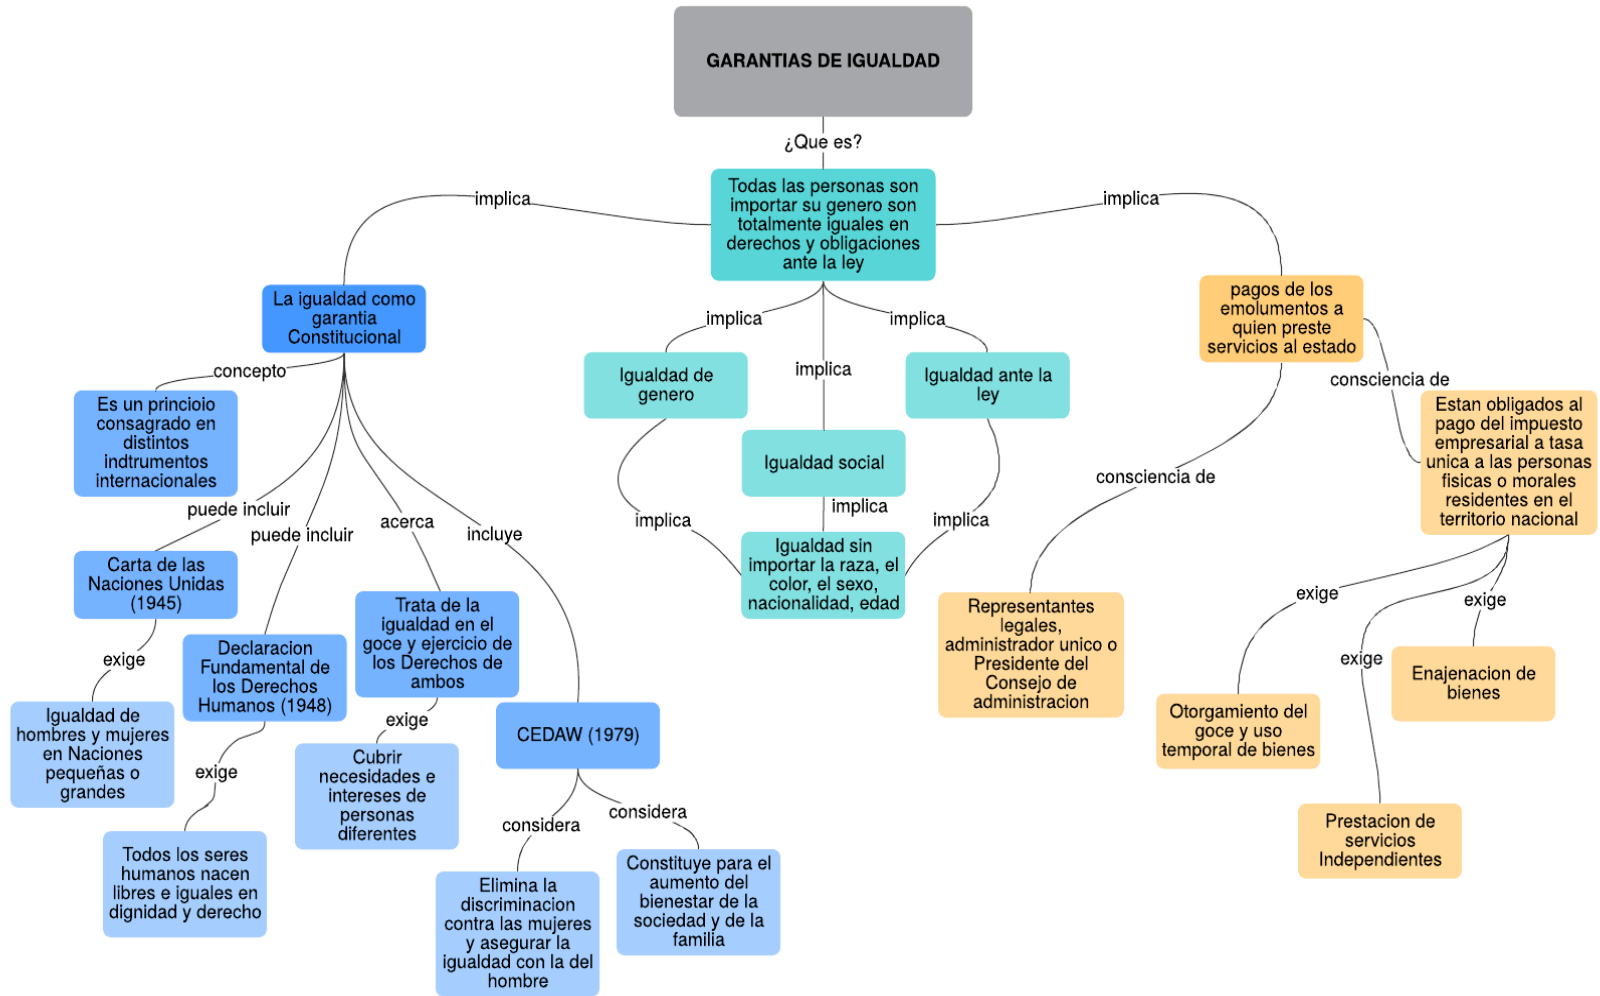 GARANTIAS DE IGUALDAD
¿Que es?
Todas las personas son
importar su genero son
totalmente iguales en
derechos y obligaciones
ante la ley
implica
implica
La igualdad como
garantia
Constitucional
concepto
Es un princioio
consagrado en
distintos
indtrumentos
internacionales
puede incluir
Carta de las
Naciones Unidas
(1945)
exige
Igualdad de
hombres y mujeres
en Naciones
pequeñas o
grandes
puede incluir
Declaracion
Fundamental de
los Derechos
Humanos (1948)
exige
Todos los seres
humanos nacen
libres e iguales en
dignidad y derecho
acerca
Trata de la
igualdad en el
goce y ejercicio de
los Derechos de
ambos
exige
Cubrir
necesidades e
intereses de
personas
diferentes
incluye
CEDAW (1979)
considera
Elimina la
discriminacion
contra las mujeres
y asegurar la
igualdad con la del
hombre
considera
Constituye para el
aumento del
bienestar de la
sociedad y de la
familia
implica
Igualdad de
genero
implica
implica
Igualdad social
implica
implica
Igualdad ante la
ley
implica
Igualdad sin
importar la raza, el
color, el sexo,
nacionalidad, edad
pagos de los
emolumentos a
quien preste
servicios al estado
consciencia de
Representantes
legales,
administrador unico o
Presidente del
Consejo de
administracion
consciencia de
Estan obligados al
pago del impuesto
empresarial a tasa
unica a las personas
fisicas o morales
residentes en el
territorio nacional
exige
Otorgamiento del
goce y uso
temporal de bienes
exige
Prestacion de
servicios
Independientes
exige
Enajenacion de
bienes